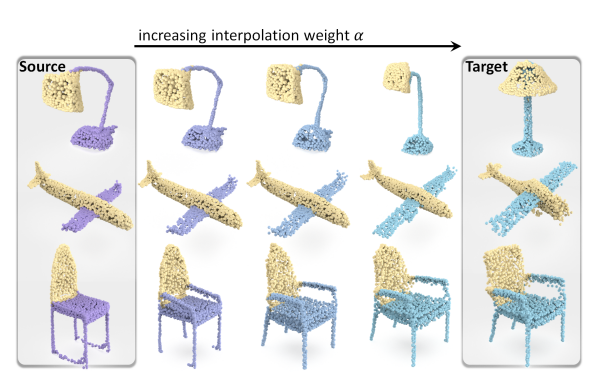 increasing interpolation weight α
Source
Target